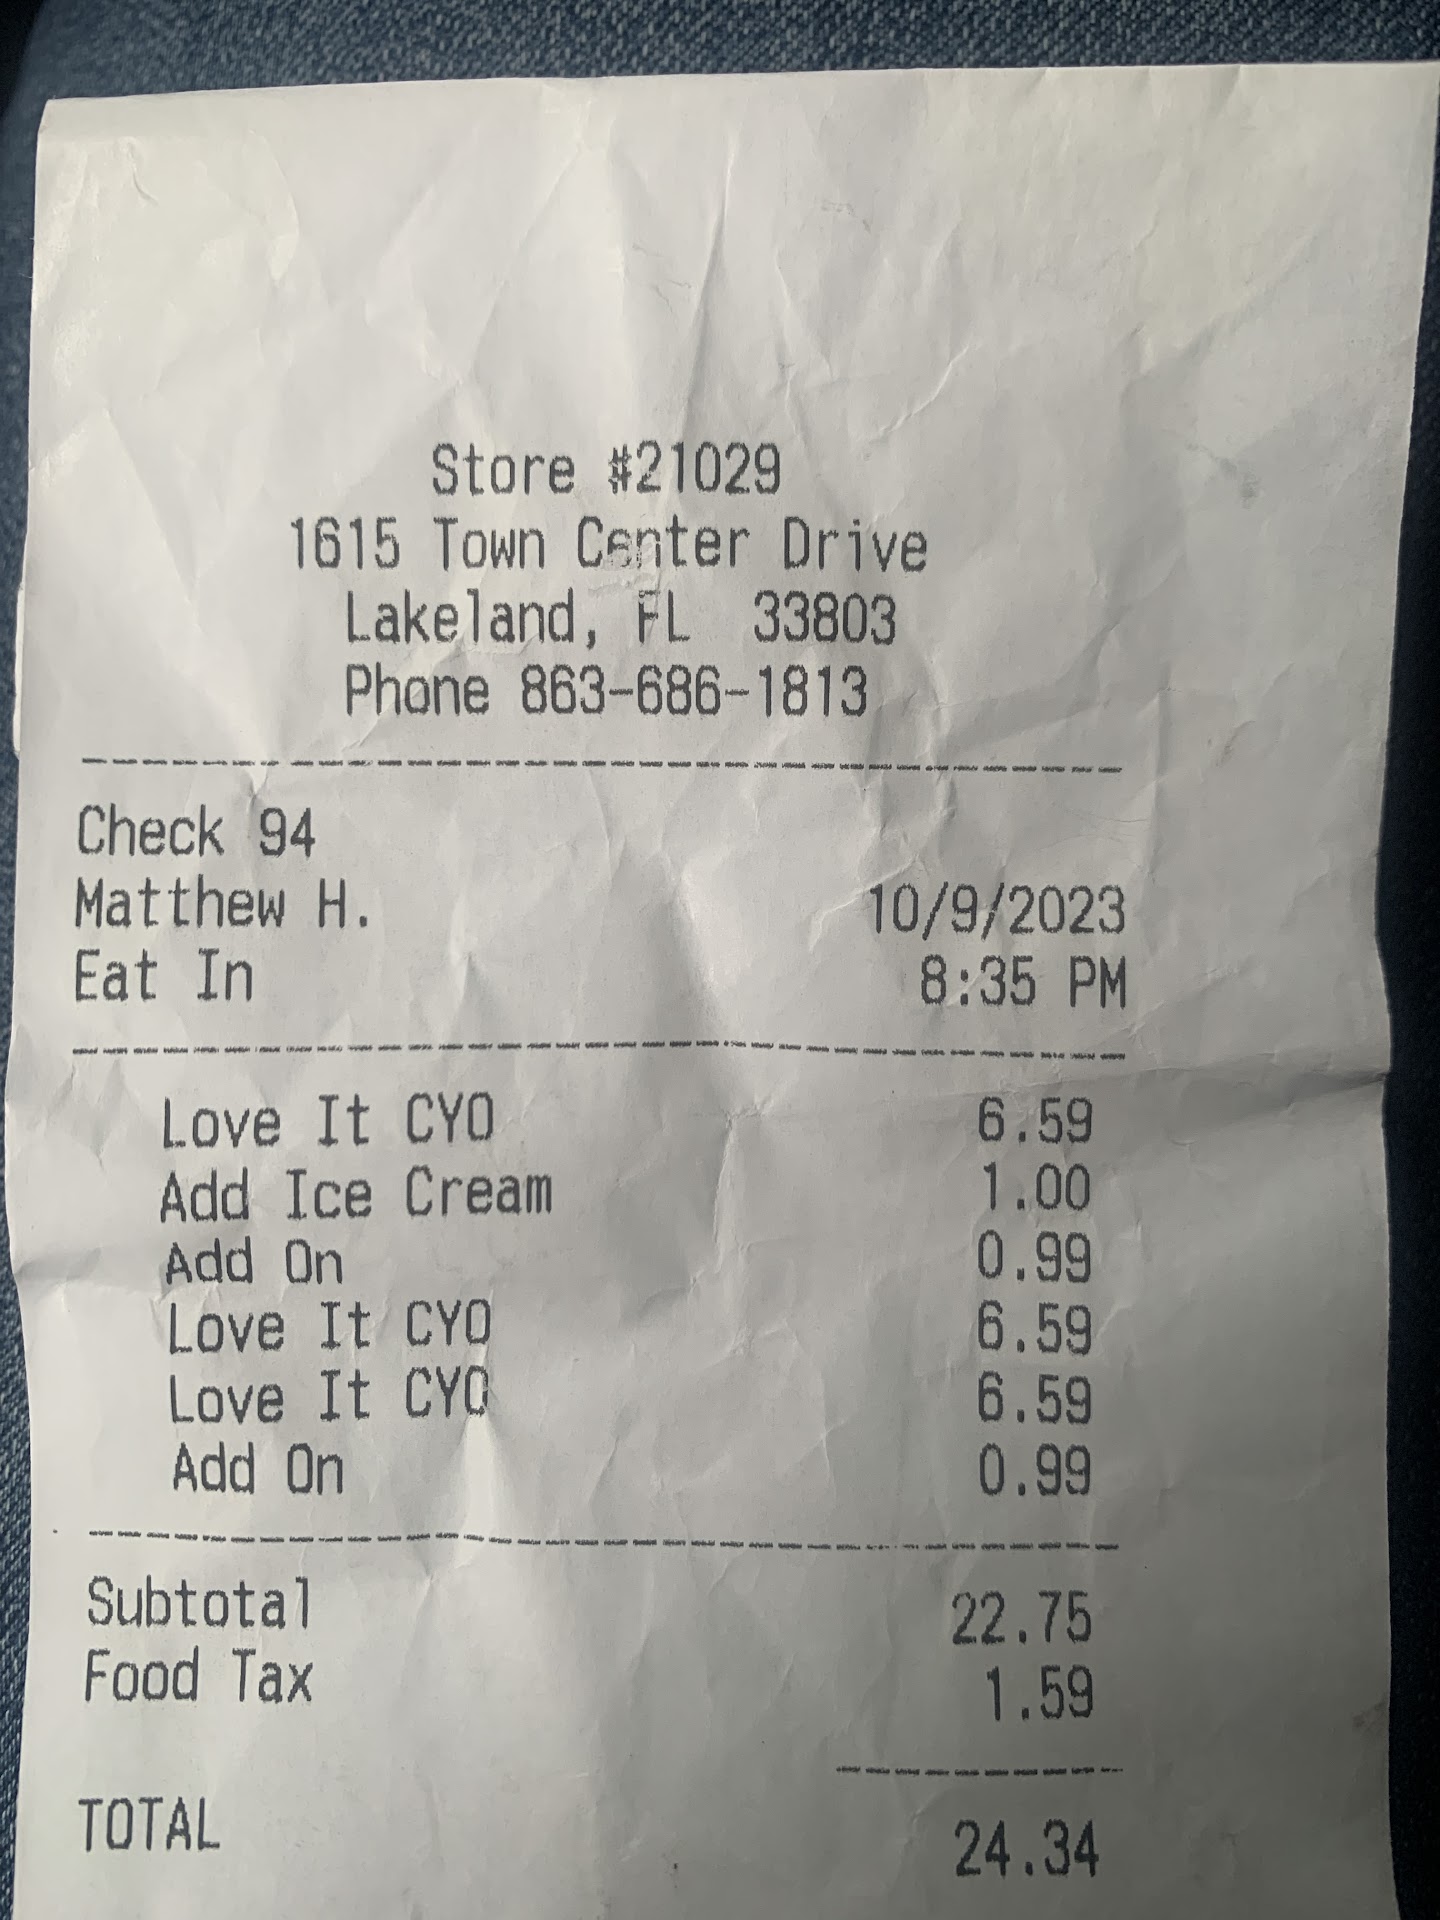 Store #21029
1615 Town Center Drive
Lakeland, FL 33803
Phone 863-686-1813
Check 94
Matthew H. 10/9/2023
Eat In 8:35 PM
Love It CYO 6.59
Add Ice Cream 1.00
Add On 0.99
Love It CYO 6.59
Love It CYO 6.59
Add On 0.99
Subtotal 22.75
Food Tax 1.59
TOTAL 24.34